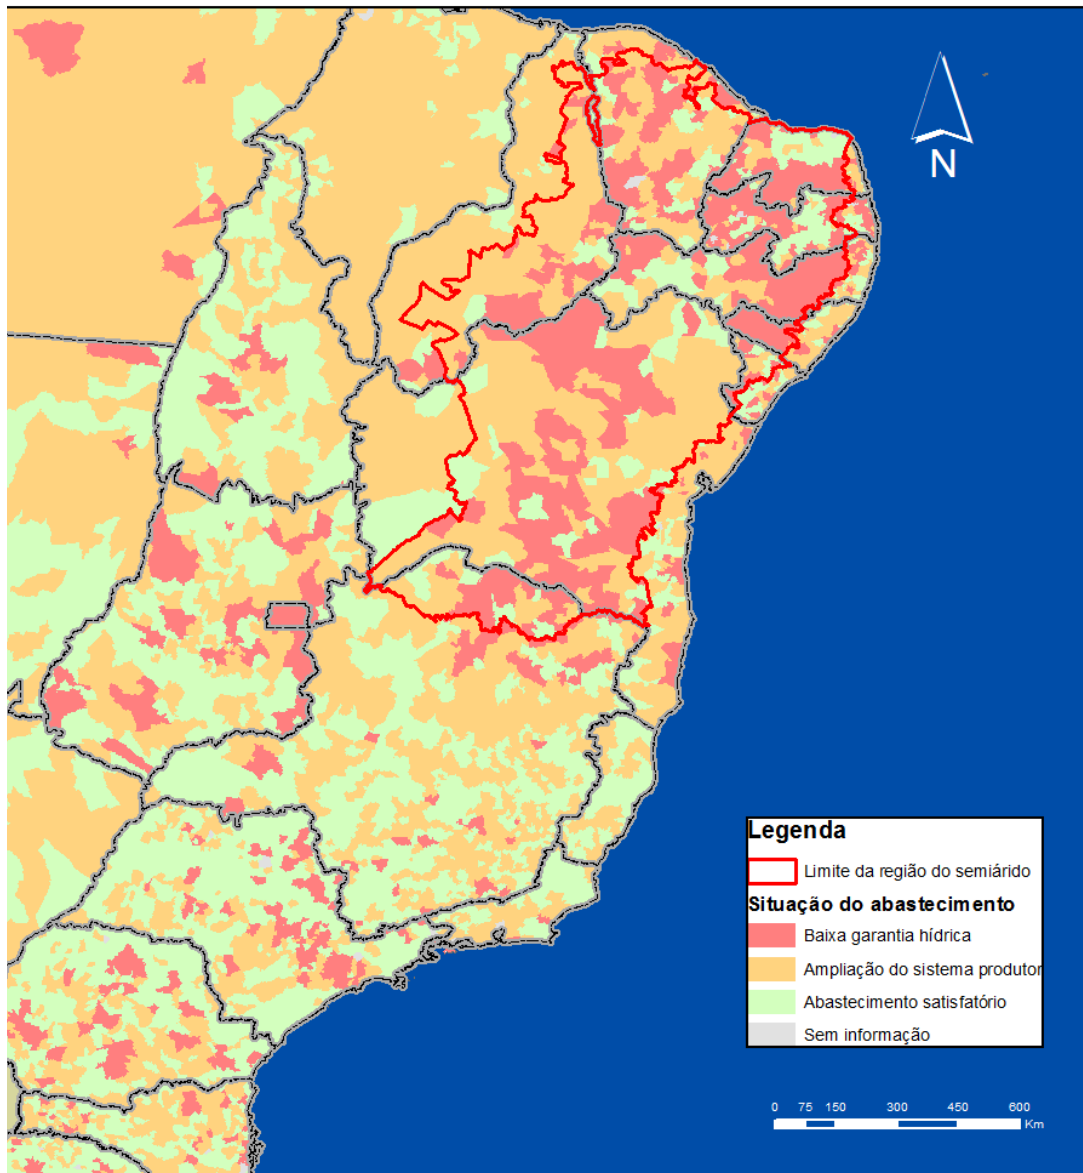 N
Legenda
Limite da região do semiárido
Situação do abastecimento
Baixa garantia hídrica
Ampliação do sistema produtor
Abastecimento satisfatório
Sem informação
0 75 150 300 450 600
Km